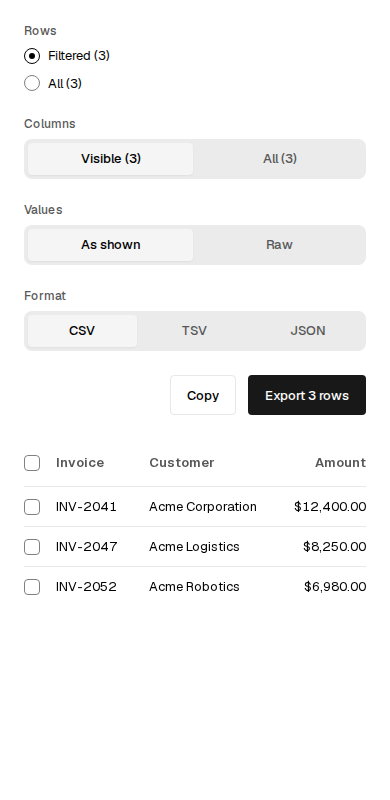 Rows
Filtered (3)
All (3)
Columns
Visible (3) All (3)
Values
As shown Raw
Format
CSV TSV JSON
Copy Export 3 rows
Invoice Customer Amount
INV-2041 Acme Corporation $12,400.00
INV-2047 Acme Logistics $8,250.00
INV-2052 Acme Robotics $6,980.00